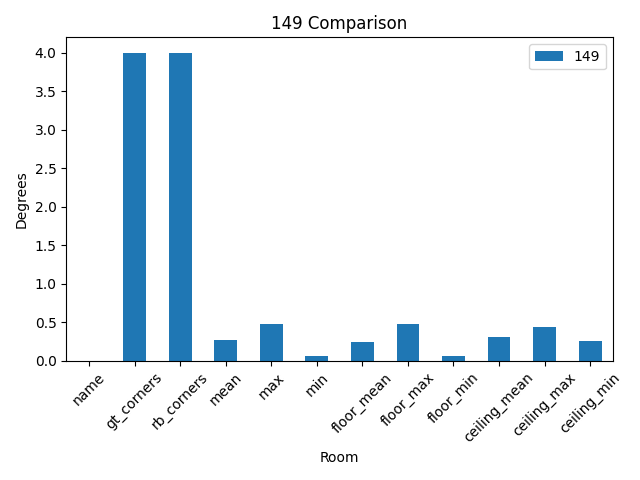 149 Comparison
149
Degrees
4.0
3.5
3.0
2.5
2.0
1.5
1.0
0.5
0.0
name
gt_corners
rb_corners
mean
max
min
floor_mean
floor_max
floor_min
ceiling_mean
ceiling_max
ceiling_min
Room